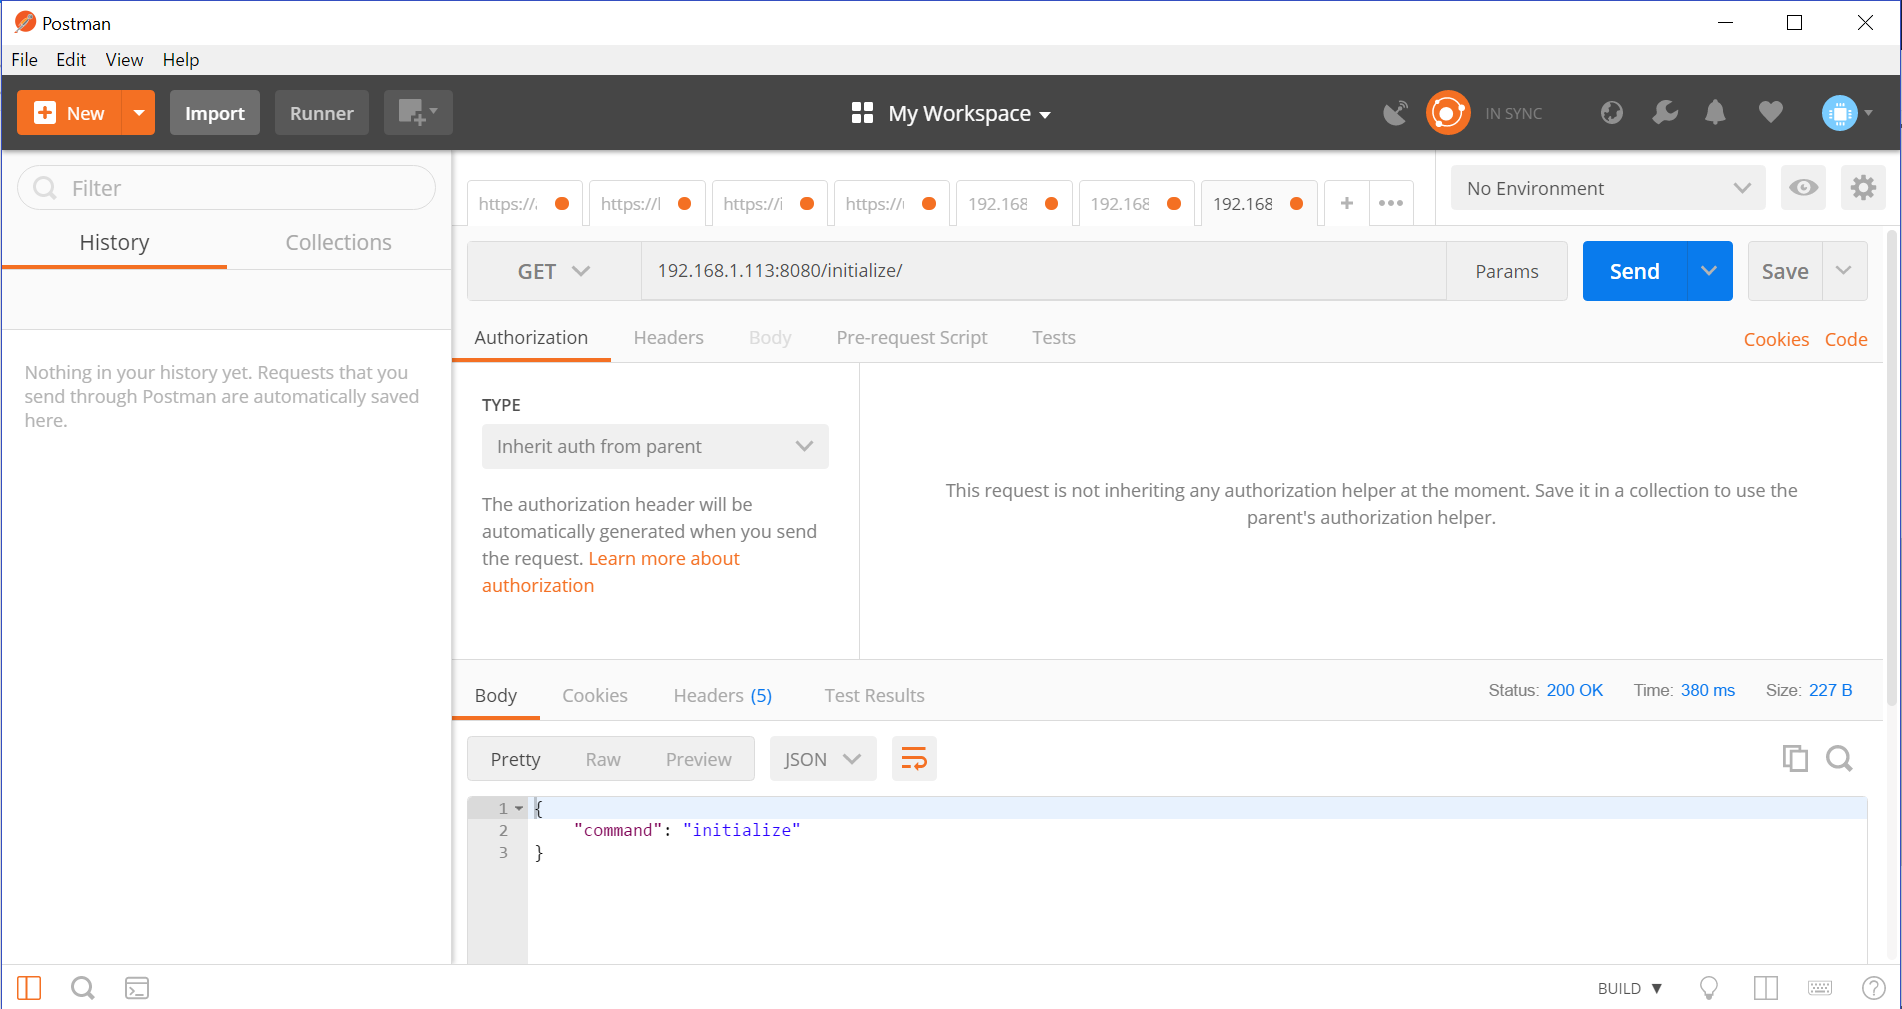 Postman
File Edit View Help
New Import Runner My Workspace IN SYNC
Filter
History Collections
Nothing in your history yet. Requests that you
send through Postman are automatically saved
here.
https:// https://l https://i https:// 192.168 192.168 192.168 + No Environment
GET 192.168.1.113:8080/initialize/ Params Send Save
Authorization Headers Body Pre-request Script Tests Cookies Code
TYPE
Inherit auth from parent
The authorization header will be
automatically generated when you send
the request. Learn more about
authorization
This request is not inheriting any authorization helper at the moment. Save it in a collection to use the
parent's authorization helper.
Body Cookies Headers (5) Test Results Status: 200 OK Time: 380 ms Size: 227 B
Pretty Raw Preview JSON
1 {
2 "command": "initialize"
3 }
BUILD